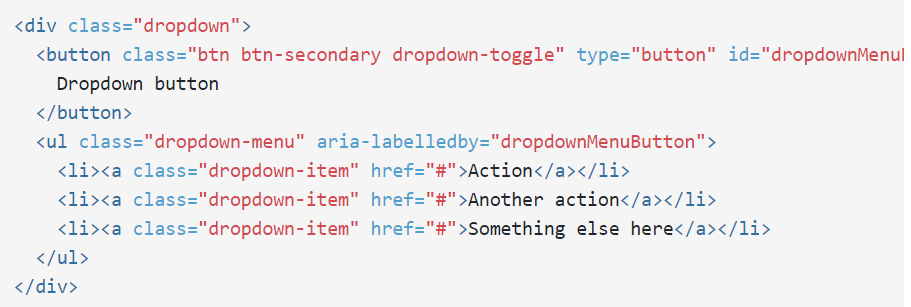 <div class="dropdown">
<button class="btn btn-secondary dropdown-toggle" type="button" id="dropdownMenu
Dropdown button
</button>
<ul class="dropdown-menu" aria-labelledby="dropdownMenuButton">
<li><a class="dropdown-item" href="#">Action</a></li>
<li><a class="dropdown-item" href="#">Another action</a></li>
<li><a class="dropdown-item" href="#">Something else here</a></li>
</ul>
</div>